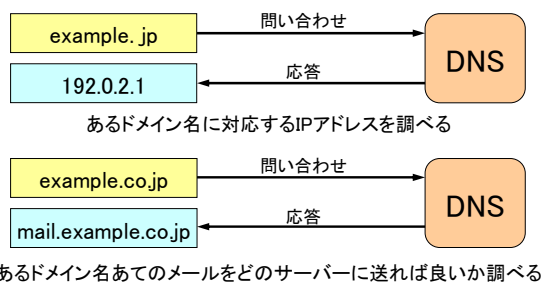 example. jp
問い合わせ
DNS
192.0.2.1
応答
あるドメイン名に対応するIPアドレスを調べる
example.co.jp
問い合わせ
DNS
mail.example.co.jp
応答
あるドメイン名あてのメールをどのサーバーに送れば良いか調べる